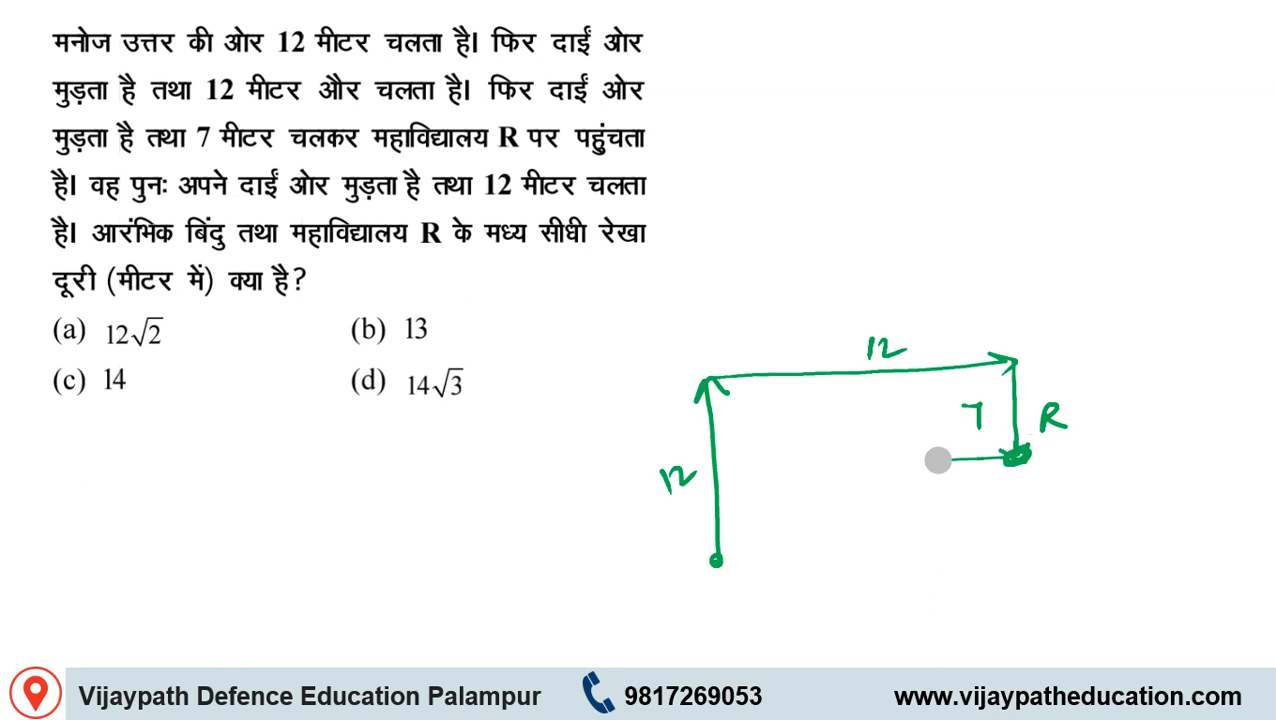 मनोज उत्तर की ओर 12 मीटर चलता है। फिर दाईं ओर
मुड़ता है तथा 12 मीटर और चलता है। फिर दाईं ओर
मुड़ता है तथा 7 मीटर चलकर महाविद्यालय R पर पहुंचता
है। वह पुनः अपने दाईं ओर मुड़ता है तथा 12 मीटर चलता
है। आरंभिक बिंदु तथा महाविद्यालय R के मध्य सीधी रेखा
दूरी (मीटर में) क्या है?
(a) 12√2 (b) 13
(c) 14 (d) 14√3
12
7 R
12
Vijaypath Defence Education Palampur 9817269053 www.vijaypatheducation.com